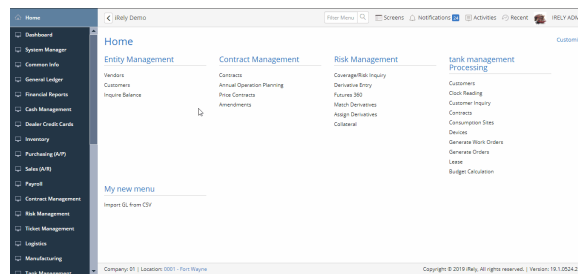 Home
iRely Demo
Filter Menu
Screens
Notifications 24
Activities
Recent
IRELY ADM
Dashboard
System Manager
Common Info
General Ledger
Financial Reports
Cash Management
Dealer Credit Cards
Inventory
Purchasing (A/P)
Sales (A/R)
Payroll
Contract Management
Risk Management
Ticket Management
Logistics
Manufacturing
Tank Management
Home
Customi
Entity Management
Vendors
Customers
Inquire Balance
Contract Management
Contracts
Annual Operation Planning
Price Contracts
Amendments
Risk Management
Coverage/Risk Inquiry
Derivative Entry
Futures 360
Match Derivatives
Assign Derivatives
Collateral
tank management
Processing
Customers
Clock Reading
Customer Inquiry
Contracts
Consumption Sites
Devices
Generate Work Orders
Generate Orders
Lease
Budget Calculation
My new menu
Import GL from CSV
Company: 01 | Location: 0001 - Fort Wayne
Copyright © 2019 iRely, All rights reserved. | Version: 19.1.0524.2